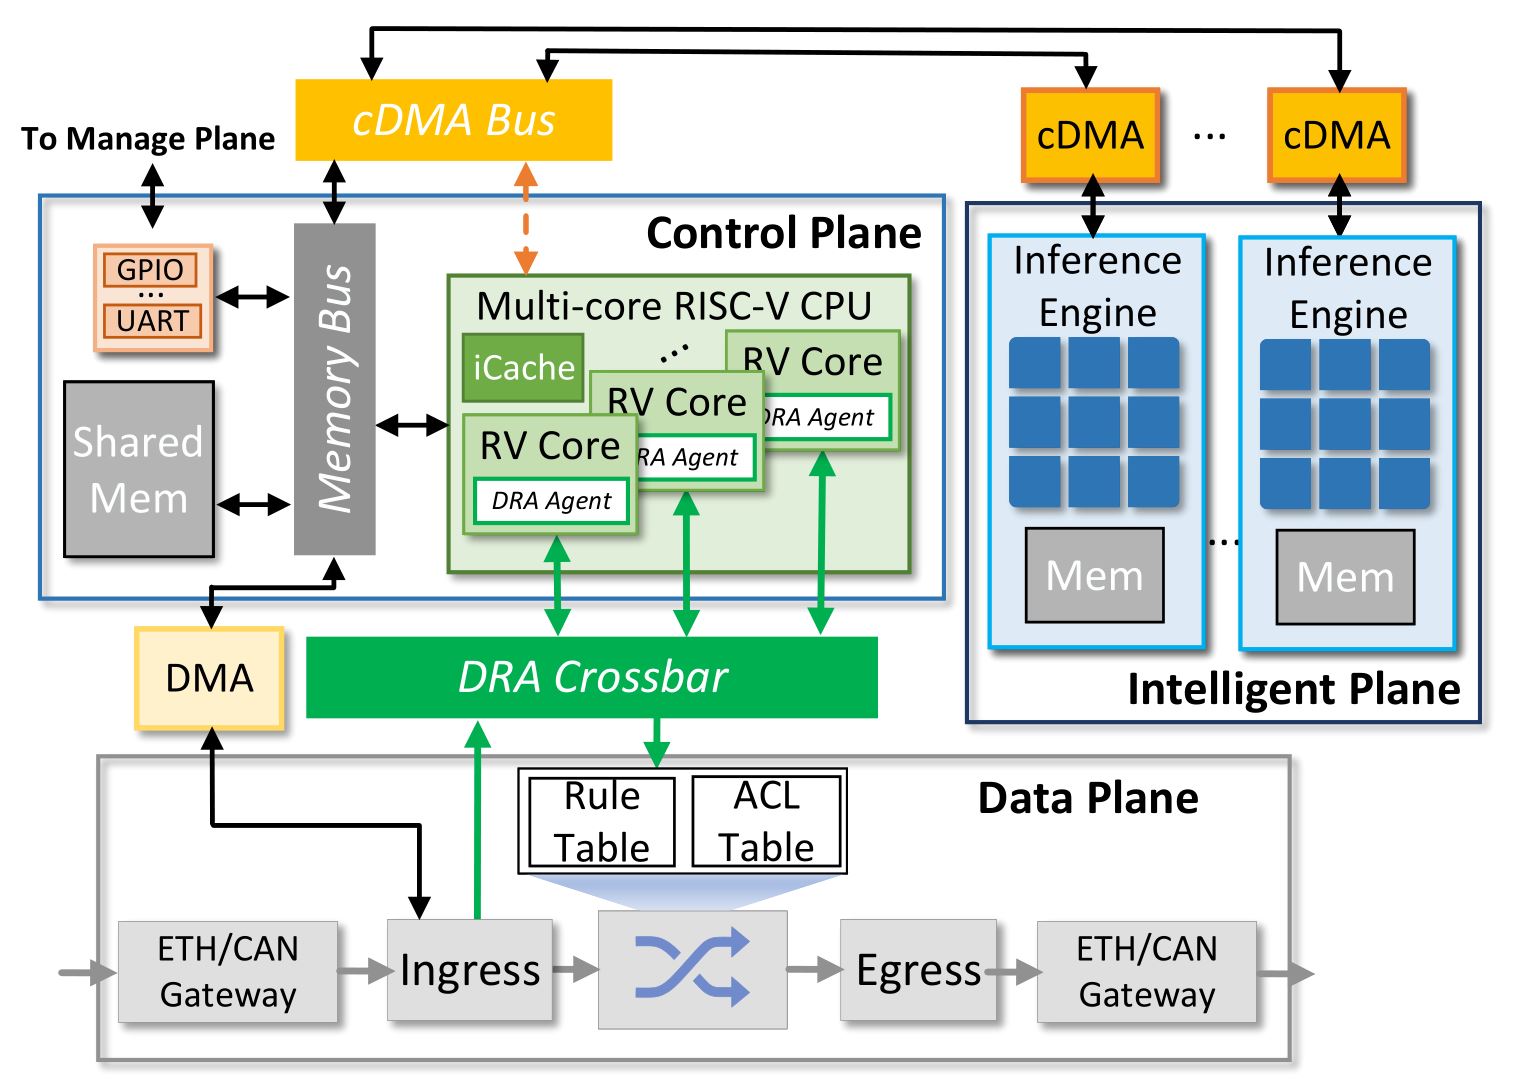 cDMA Bus
cDMA
...
cDMA
To Manage Plane
Control Plane
GPIO
...
UART
Memory Bus
Shared
Mem
Multi-core RISC-V CPU
iCache
...
RV Core
DRA Agent
RV Core
RA Agent
RV Core
DRA Agent
Inference
Engine
Mem
...
Inference
Engine
Mem
Intelligent Plane
DMA
DRA Crossbar
Data Plane
Rule
Table
ACL
Table
ETH/CAN
Gateway
Ingress
Egress
ETH/CAN
Gateway